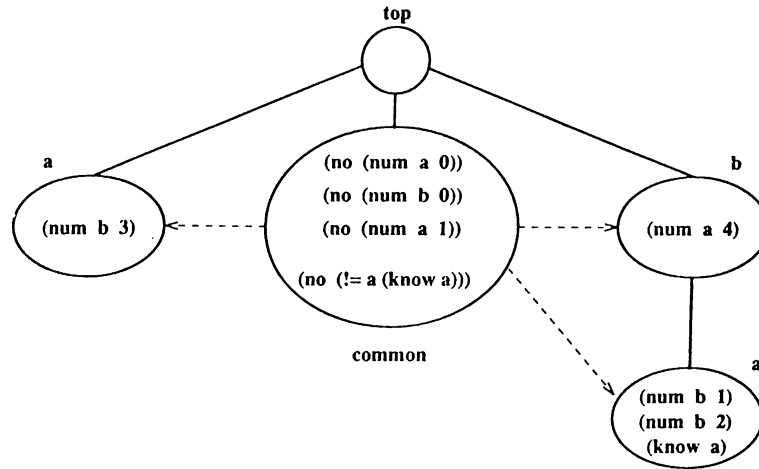 top
a
b
(no (num a 0))
(no (num b 0))
(num b 3)
(no (num a 1))
(num a 4)
(no (!= a (know a)))
common
a
(num b 1)
(num b 2)
(know a)